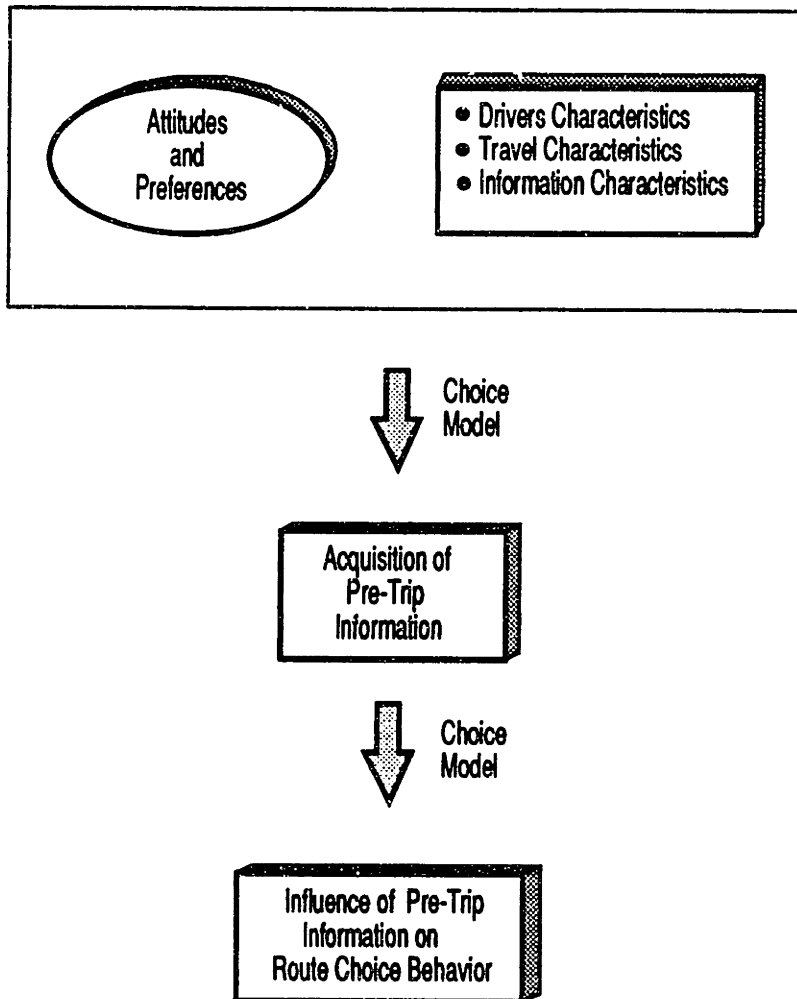 Attitudes
and
Preferences
● Drivers Characteristics
● Travel Characteristics
● Information Characteristics
Choice
Model
Acquisition of
Pre-Trip
Information
Choice
Model
Influence of Pre-Trip
Information on
Route Choice Behavior